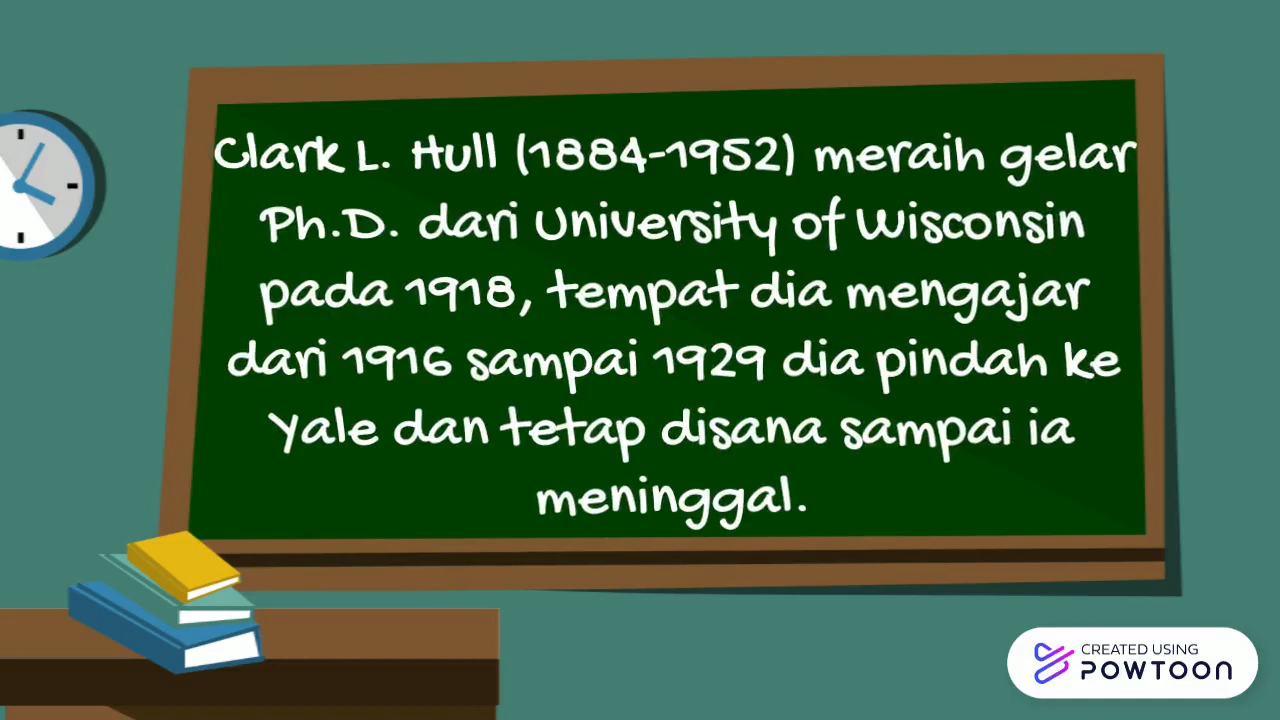 Clark L. Hull (1884-1952) meraih gelar
Ph.D. dari University of Wisconsin
pada 1918, tempat dia mengajar
dari 1916 sampai 1929 dia pindah ke
Yale dan tetap disana sampai ia
meninggal.
CREATED USING
POWTOON